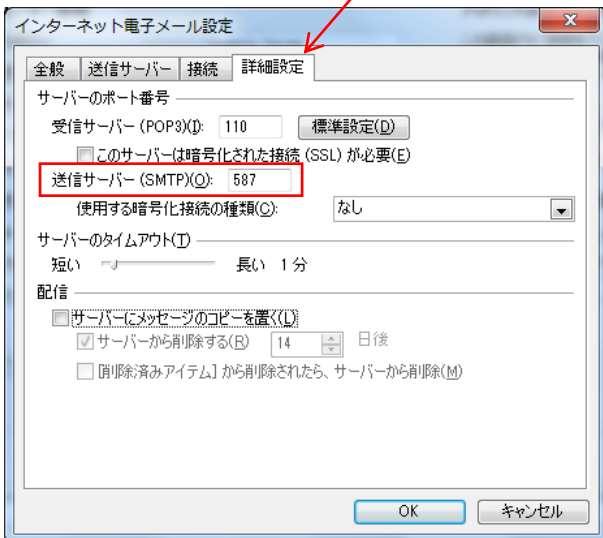 インターネット電子メール設定
全般 送信サーバー 接続 詳細設定
サーバーのポート番号
受信サーバー (POP3)(I): 110 標準設定(D)
このサーバーは暗号化された接続 (SSL) が必要(E)
送信サーバー (SMTP)(O): 587
使用する暗号化接続の種類(C): なし
サーバーのタイムアウト(T)
短い 長い 1 分
配信
サーバーにメッセージのコピーを置く(L)
サーバーから削除する(R) 14 日後
[削除済みアイテム] から削除されたら、サーバーから削除(M)
OK キャンセル